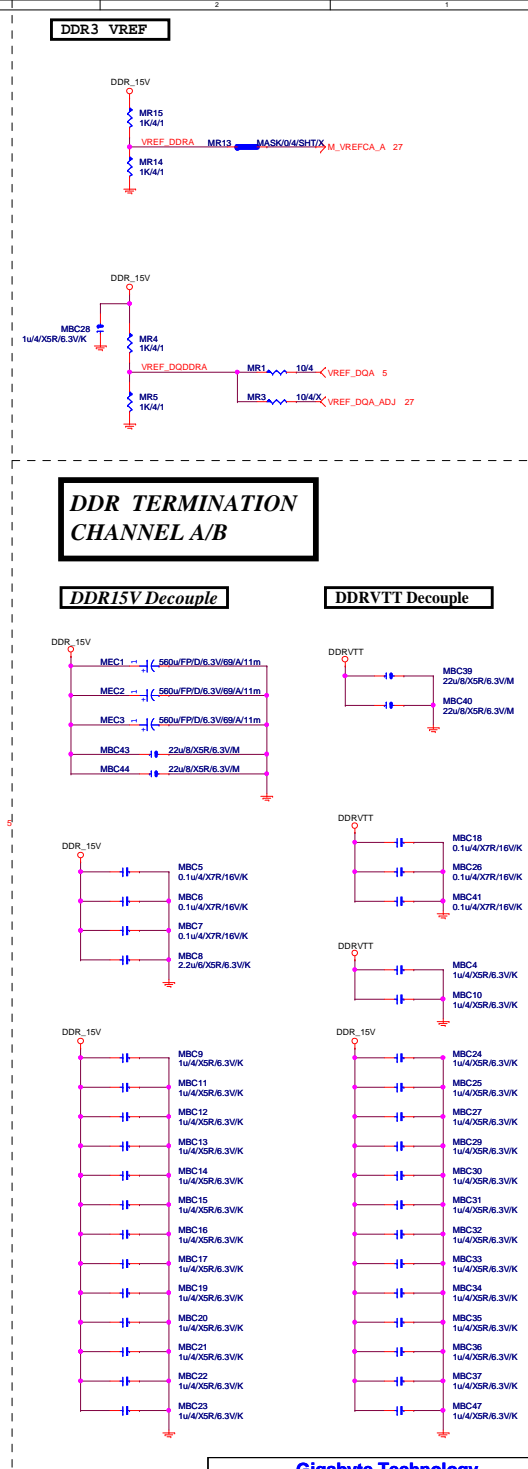 2
1
DDR3 VREF
DDR_15V
MR15
1K/4/1
VREF_DDRA
MR13
MASK/0/4/SHT/X
M_VREFCA_A 27
MR14
1K/4/1
DDR_15V
MBC28
1u/4/X5R/6.3V/K
MR4
1K/4/1
VREF_DQDDRA
MR1
10/4
VREF_DQA 5
MR5
1K/4/1
MR3
10/4/X
VREF_DQA_ADJ 27
DDR TERMINATION
CHANNEL A/B
DDR15V Decouple
DDR_15V
MEC1 1 560u/FP/D/6.3V/69/A/11m
MEC2 1 560u/FP/D/6.3V/69/A/11m
MEC3 1 560u/FP/D/6.3V/69/A/11m
MBC43 22u/8/X5R/6.3V/M
MBC44 22u/8/X5R/6.3V/M
DDRVTT Decouple
DDRVTT
MBC39
22u/8/X5R/6.3V/M
MBC40
22u/8/X5R/6.3V/M
5
DDR_15V
MBC5
0.1u/4/X7R/16V/K
MBC6
0.1u/4/X7R/16V/K
MBC7
0.1u/4/X7R/16V/K
MBC8
2.2u/6/X5R/6.3V/K
DDRVTT
MBC18
0.1u/4/X7R/16V/K
MBC26
0.1u/4/X7R/16V/K
MBC41
0.1u/4/X7R/16V/K
DDRVTT
MBC4
1u/4/X5R/6.3V/K
MBC10
1u/4/X5R/6.3V/K
DDR_15V
MBC9
1u/4/X5R/6.3V/K
MBC11
1u/4/X5R/6.3V/K
MBC12
1u/4/X5R/6.3V/K
MBC13
1u/4/X5R/6.3V/K
MBC14
1u/4/X5R/6.3V/K
MBC15
1u/4/X5R/6.3V/K
MBC16
1u/4/X5R/6.3V/K
MBC17
1u/4/X5R/6.3V/K
MBC19
1u/4/X5R/6.3V/K
MBC20
1u/4/X5R/6.3V/K
MBC21
1u/4/X5R/6.3V/K
MBC22
1u/4/X5R/6.3V/K
MBC23
1u/4/X5R/6.3V/K
DDR_15V
MBC24
1u/4/X5R/6.3V/K
MBC25
1u/4/X5R/6.3V/K
MBC27
1u/4/X5R/6.3V/K
MBC29
1u/4/X5R/6.3V/K
MBC30
1u/4/X5R/6.3V/K
MBC31
1u/4/X5R/6.3V/K
MBC32
1u/4/X5R/6.3V/K
MBC33
1u/4/X5R/6.3V/K
MBC34
1u/4/X5R/6.3V/K
MBC35
1u/4/X5R/6.3V/K
MBC36
1u/4/X5R/6.3V/K
MBC37
1u/4/X5R/6.3V/K
MBC47
1u/4/X5R/6.3V/K
Gigabyte Technology